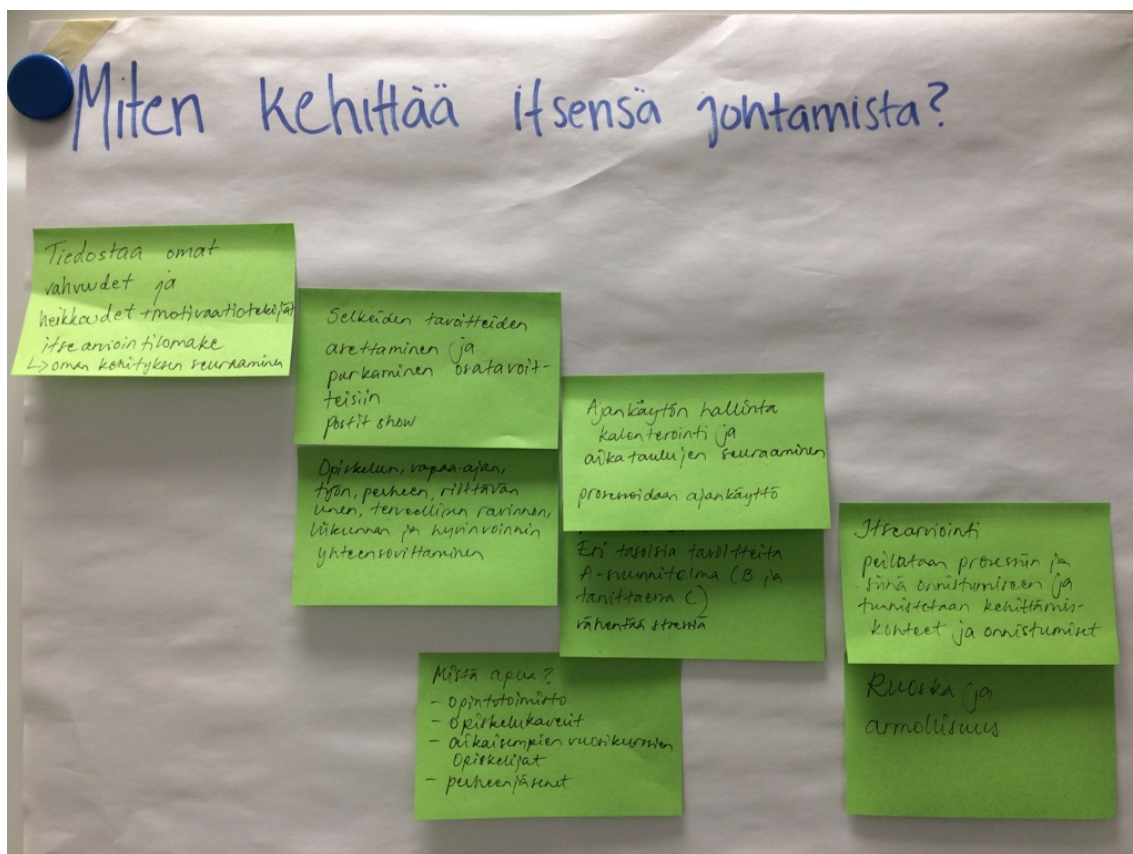 Miten kehittää itsensä johtamista?
Tiedostaa omat
vahvuudet ja
heikkoudet +motivaatiotekijät
itsearviointilomake
↳ oman kehityksen seuraaminen
Selkeiden tavoitteiden
asettaminen ja
purkaminen osatavoit-
teisiin
postit show
Opiskelun, vapaa-ajan,
työn, perheen, riittävän
unen, terveellisen ravinnon,
liikunnan ja hyvinvoinnin
yhteensovittaminen
Ajankäytön hallinta
kalenterointi ja
aikataulujen seuraaminen
prosessoidaan ajankäyttö
Eri tasoisia tavoitteita
A-suunnitelma (B ja
tarvittaessa C)
vähentää stressiä
Mistä apua?
- opintotoimisto
- opiskelukaverit
- aikaisempien vuosikurssien
opiskelijat
- perheenjäsenet
Itsearviointi
peilataan prosessiin ja
siinä onnistumiseen ja
tunnistetaan kehittämis-
kohteet ja onnistumiset
Ruoska ja
armollisuus